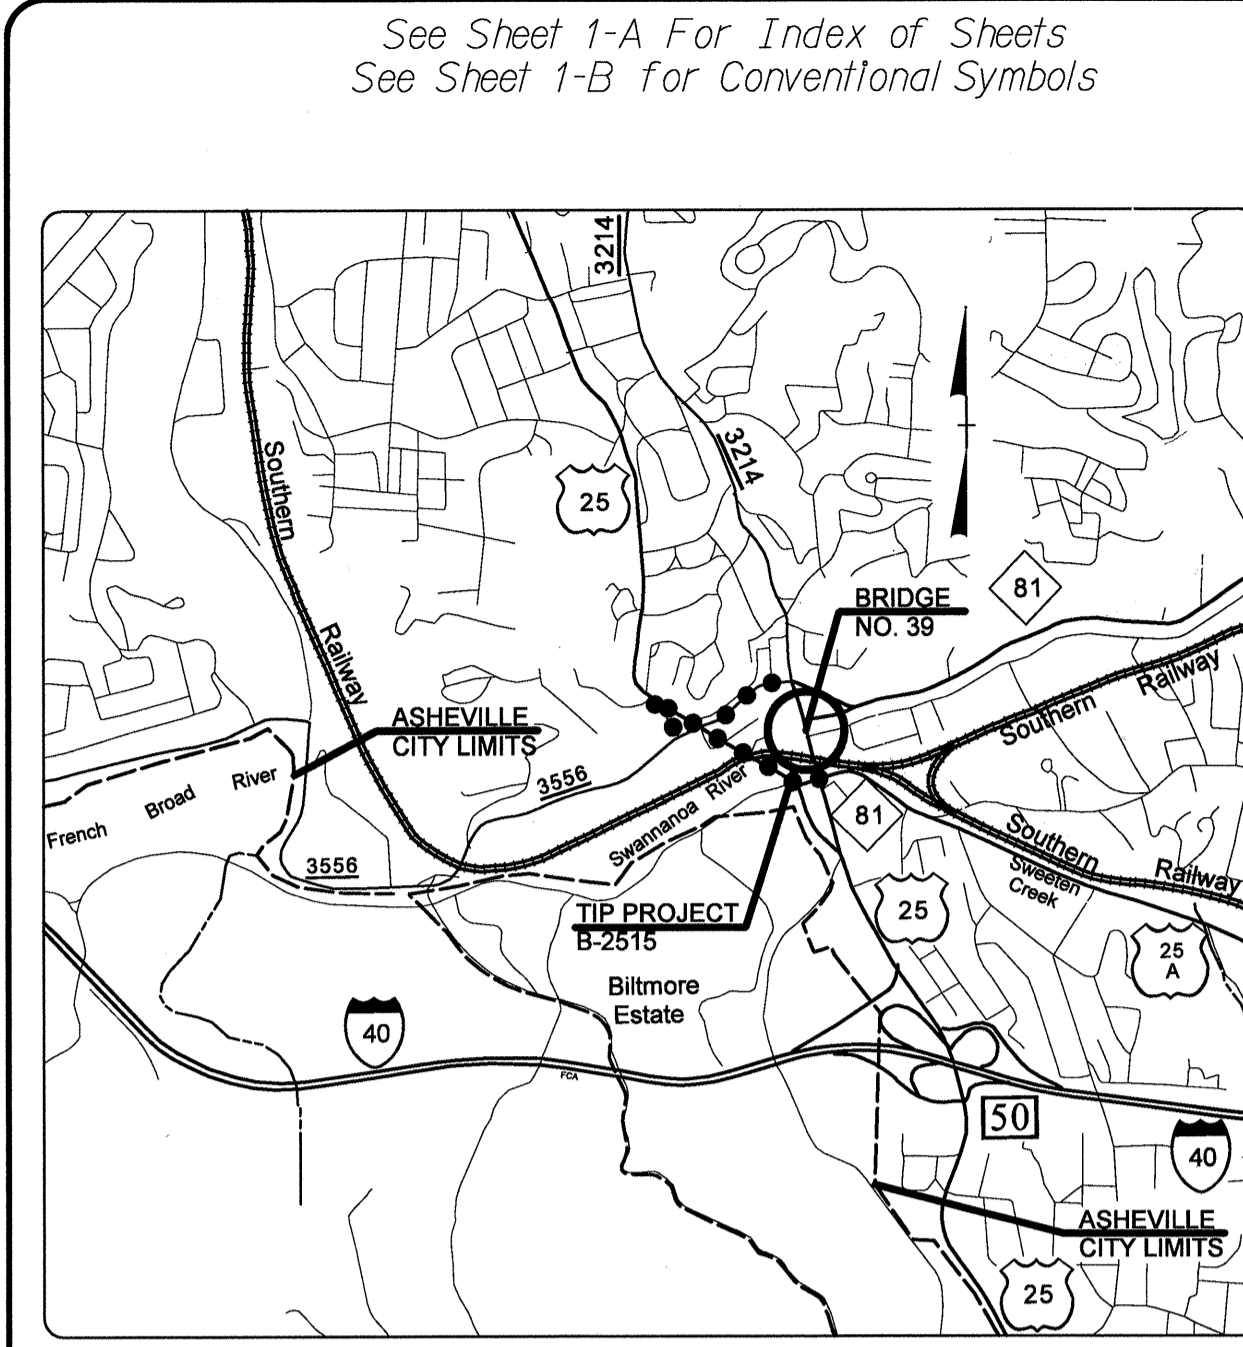 See Sheet 1-A For Index of Sheets
See Sheet 1-B for Conventional Symbols
3214
3214
Southern
25
81
BRIDGE
NO. 39
Railway
Railway
Southern
ASHEVILLE
CITY LIMITS
3556
River
Broad
French
Swannanoa River
81
3556
Southern
Railway
Sweeten
Creek
25
TIP PROJECT
B-2515
25
A
Biltmore
Estate
40
FCA
50
40
ASHEVILLE
CITY LIMITS
25